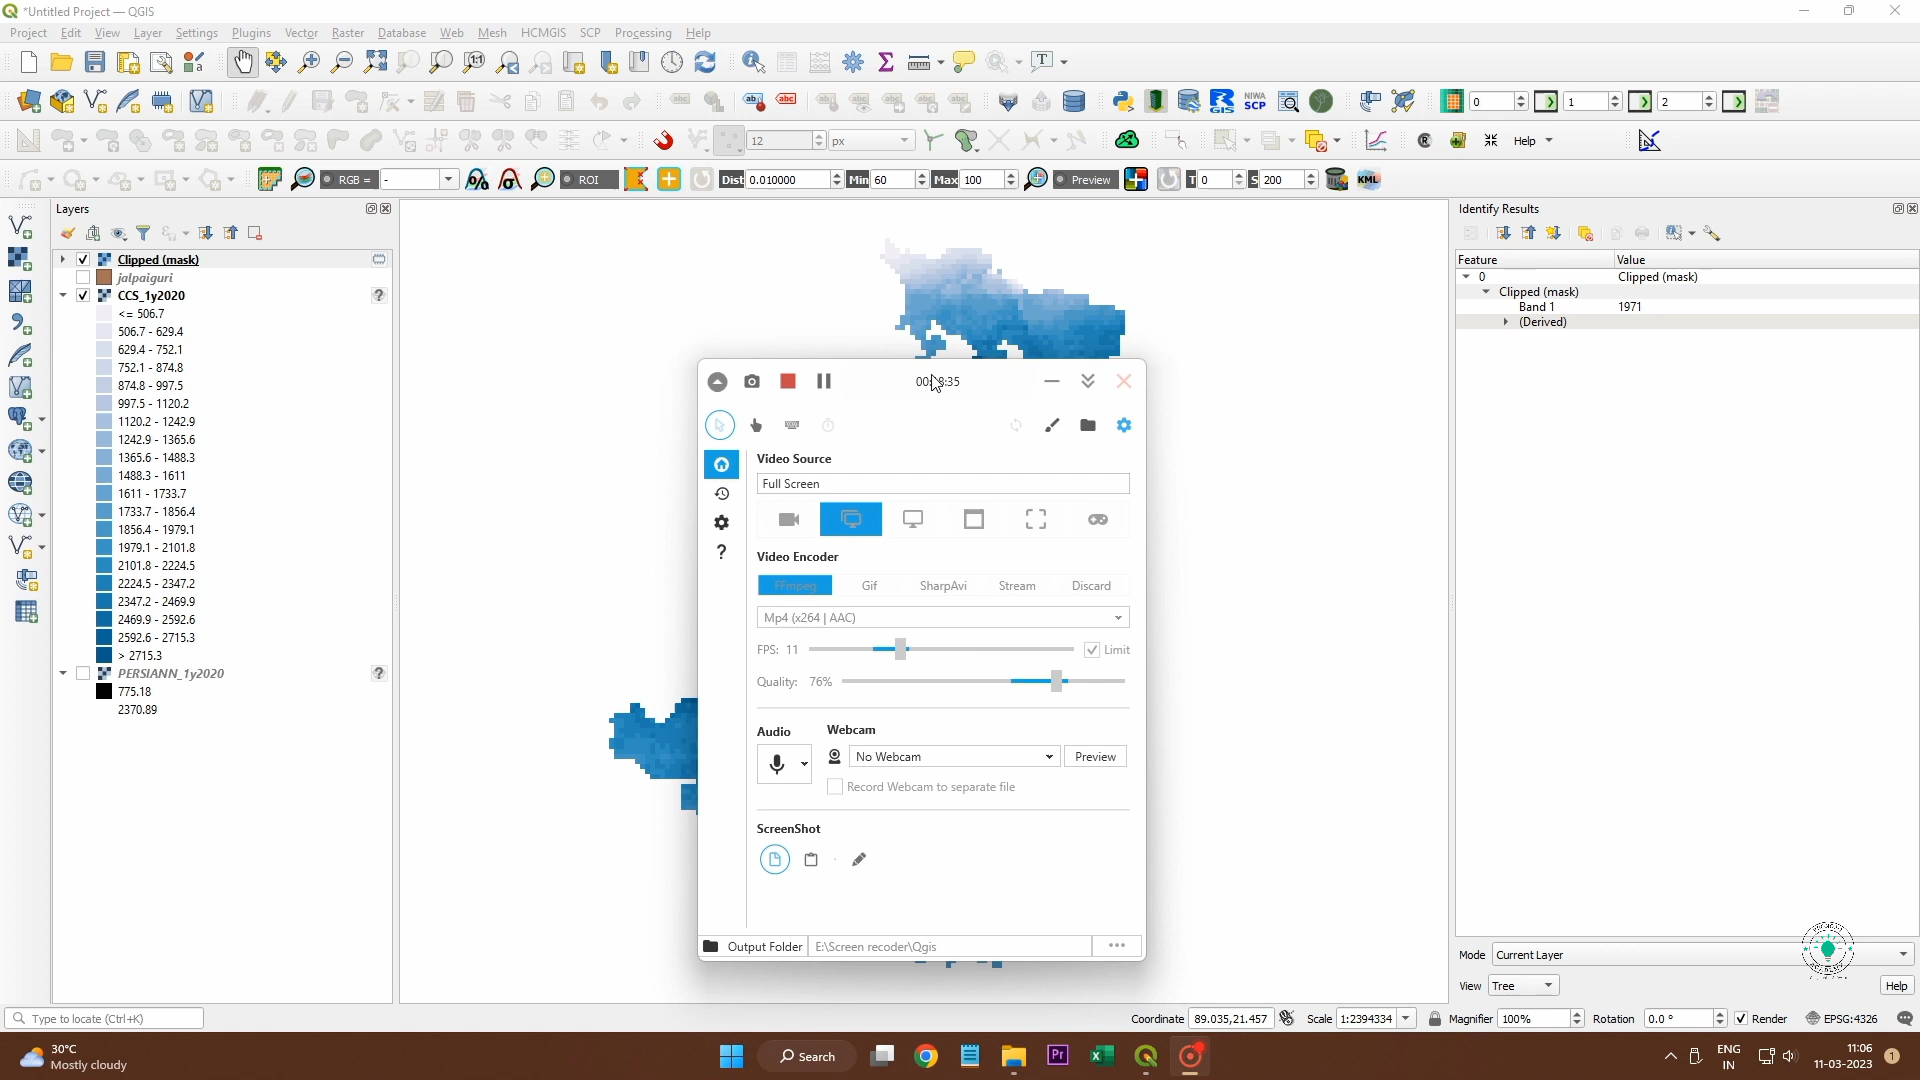 *Untitled Project — QGIS
Project Edit View Layer Settings Plugins Vector Raster Database Web Mesh HCMGIS SCP Processing Help
0 1 2
12 px Help
RGB = - ROI Dist 0.010000 Min 60 Max 100 Preview T 0 S 200 KML
Layers
Clipped (mask)
jalpaiguri
CCS_1y2020
<= 506.7
506.7 - 629.4
629.4 - 752.1
752.1 - 874.8
874.8 - 997.5
997.5 - 1120.2
1120.2 - 1242.9
1242.9 - 1365.6
1365.6 - 1488.3
1488.3 - 1611
1611 - 1733.7
1733.7 - 1856.4
1856.4 - 1979.1
1979.1 - 2101.8
2101.8 - 2224.5
2224.5 - 2347.2
2347.2 - 2469.9
2469.9 - 2592.6
2592.6 - 2715.3
> 2715.3
PERSIANN_1y2020
775.18
2370.89
Video Source
Full Screen
Video Encoder
FFmpeg Gif SharpAvi Stream Discard
Mp4 (x264 | AAC)
FPS: 11 Limit
Quality: 76%
Audio Webcam
No Webcam Preview
Record Webcam to separate file
ScreenShot
Output Folder E:\Screen recoder\Qgis ...
Identify Results
Feature Value
0 Clipped (mask)
Clipped (mask)
Band 1 1971
(Derived)
Mode Current Layer
View Tree Help
Type to locate (Ctrl+K) Coordinate 89.035,21.457 Scale 1:2394334 Magnifier 100% Rotation 0.0 ° Render EPSG:4326
30°C
Mostly cloudy
Search
ENG
IN
11:06
11-03-2023
1